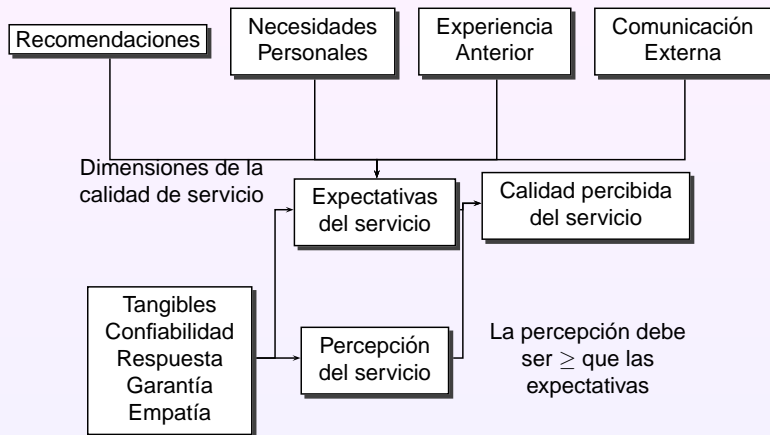 Recomendaciones
Necesidades
Personales
Experiencia
Anterior
Comunicación
Externa
Dimensiones de la
calidad de servicio
Expectativas
del servicio
Calidad percibida
del servicio
Tangibles
Confiabilidad
Respuesta
Garantía
Empatía
Percepción
del servicio
La percepción debe
ser ≥ que las
expectativas